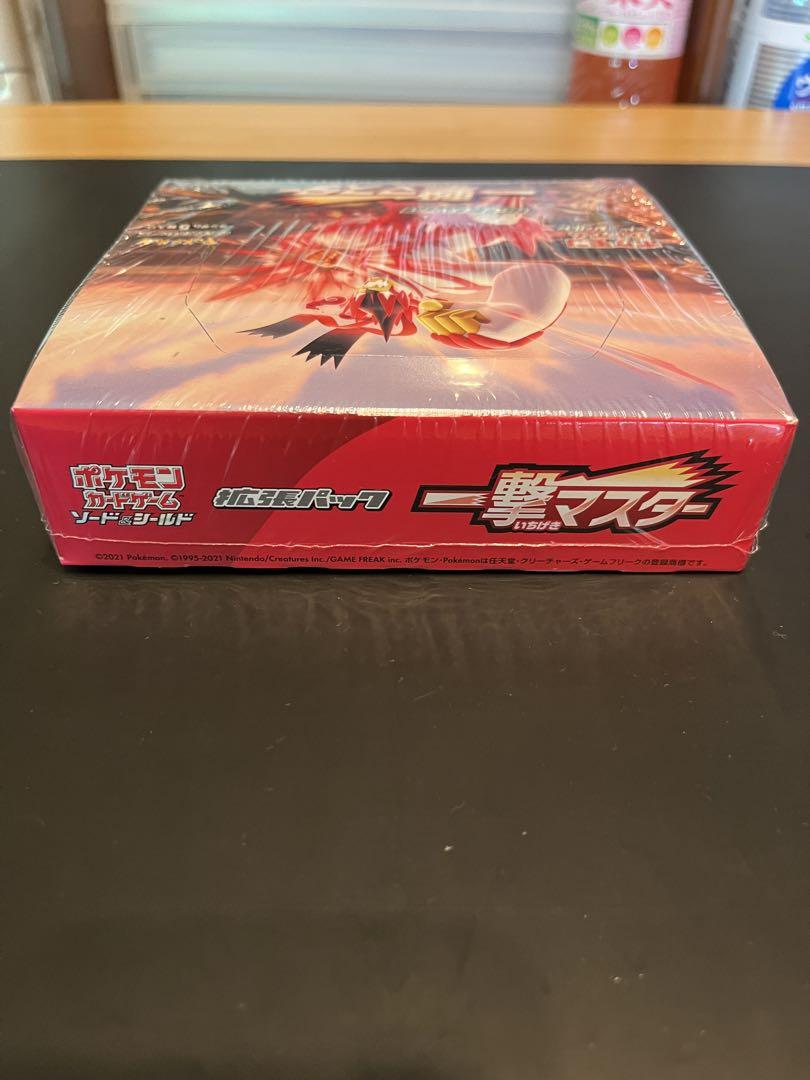 ポケモン
カードゲーム
ソード&シールド
拡張パック
一撃マスター
いちげき
©2021 Pokémon. ©1995-2021 Nintendo/Creatures Inc./GAME FREAK inc. ポケモン・Pokémonは任天堂・クリーチャーズ・ゲームフリークの登録商標です。